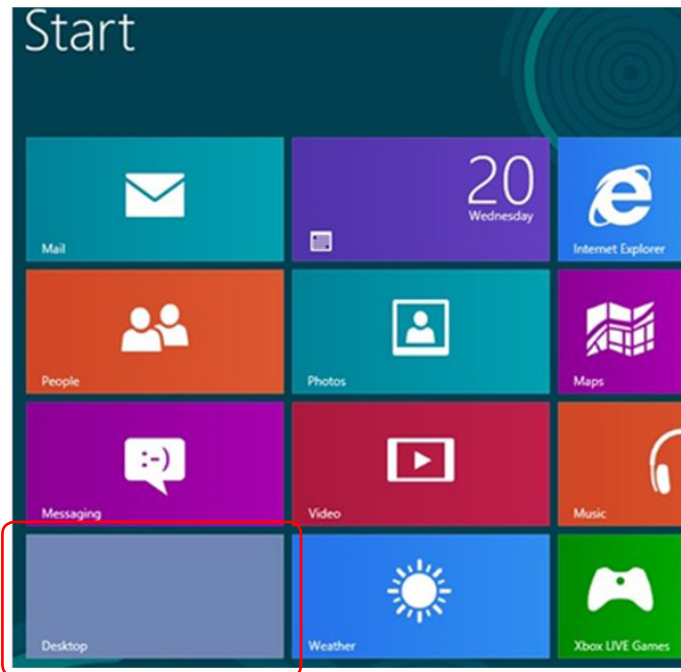 Start
Mail
20
Wednesday
Internet Explorer
People
Photos
Maps
:-)
Messaging
Video
Music
Desktop
Weather
Xbox LIVE Games